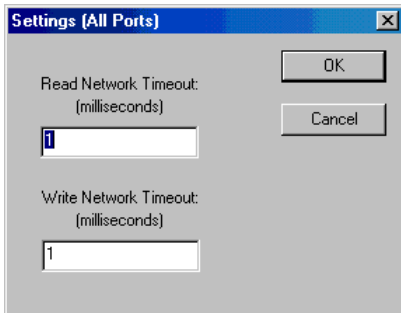 Settings (All Ports)
OK
Read Network Timeout:
(milliseconds)
Cancel
1
Write Network Timeout:
(milliseconds)
1